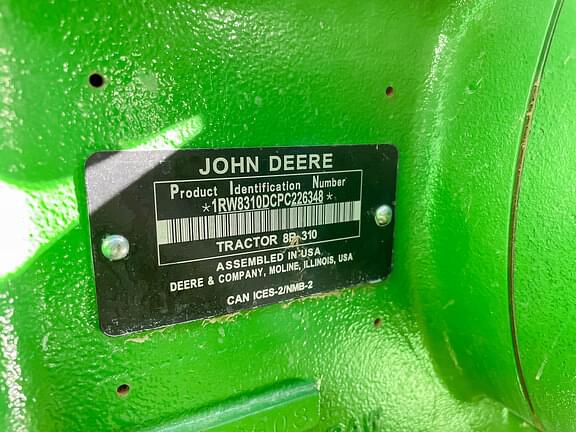 JOHN DEERE
Product Identification Number
*1RW8310DCPC226348*
TRACTOR 8R 310
ASSEMBLED IN USA
DEERE & COMPANY, MOLINE, ILLINOIS, USA
CAN ICES-2/NMB-2